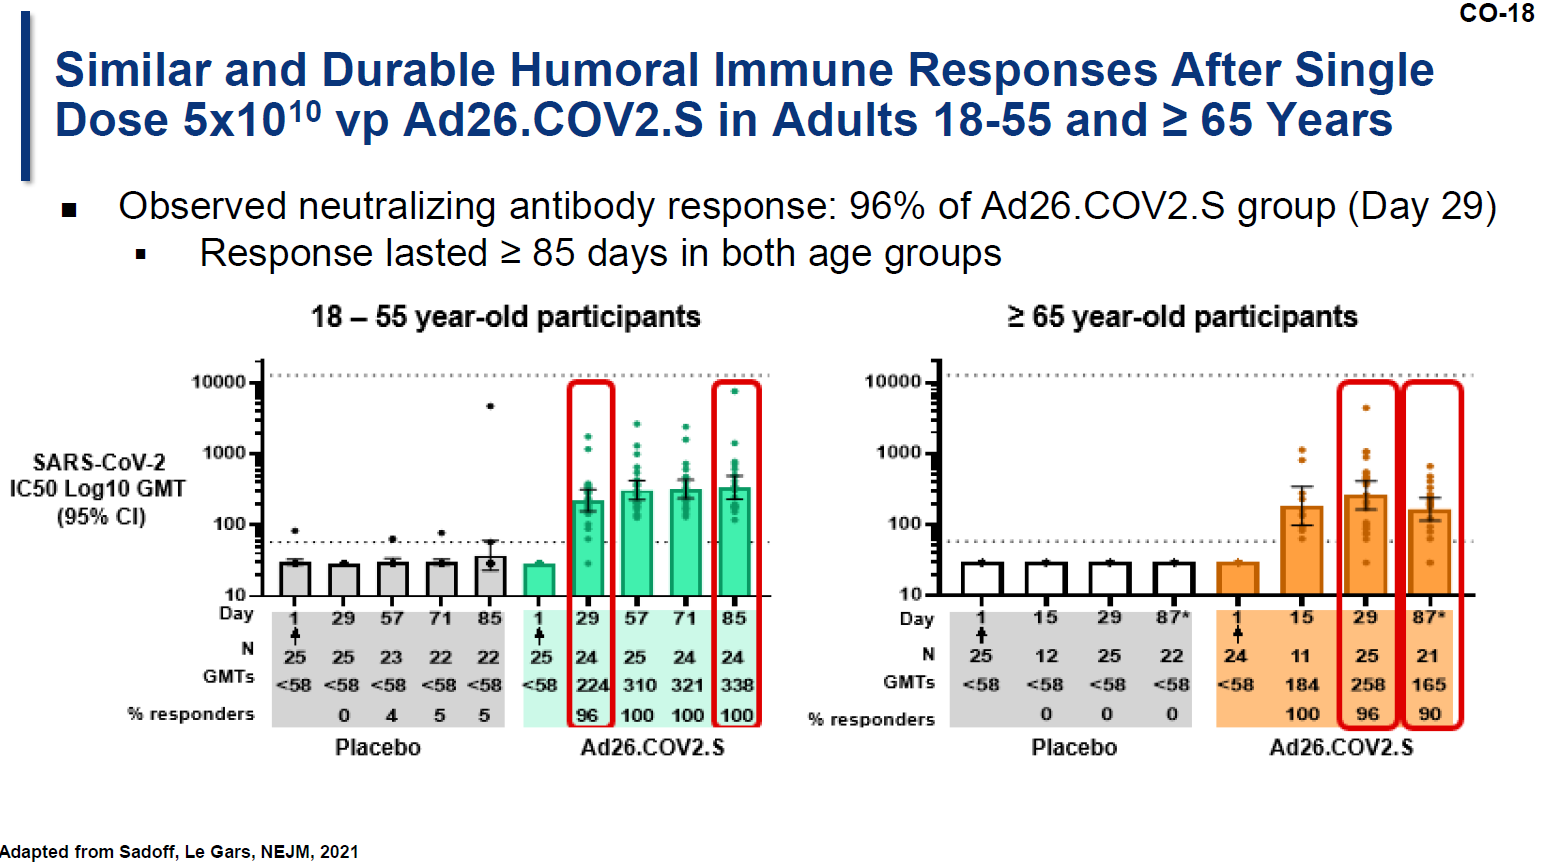 CO-18
Similar and Durable Humoral Immune Responses After Single
Dose 5x10¹⁰ vp Ad26.COV2.S in Adults 18-55 and ≥ 65 Years
■ Observed neutralizing antibody response: 96% of Ad26.COV2.S group (Day 29)
▪ Response lasted ≥ 85 days in both age groups
18 – 55 year-old participants
SARS-CoV-2
IC50 Log10 GMT
(95% CI)
10000
1000
100
10
Day 1 29 57 71 85 1 29 57 71 85
N 25 25 23 22 22 25 24 25 24 24
GMTs <58 <58 <58 <58 <58 <58 224 310 321 338
% responders 0 4 5 5 96 100 100 100
Placebo Ad26.COV2.S
≥ 65 year-old participants
10000
1000
100
10
Day 1 15 29 87* 1 15 29 87*
N 25 12 25 22 24 11 25 21
GMTs <58 <58 <58 <58 <58 184 258 165
% responders 0 0 0 100 96 90
Placebo Ad26.COV2.S
Adapted from Sadoff, Le Gars, NEJM, 2021